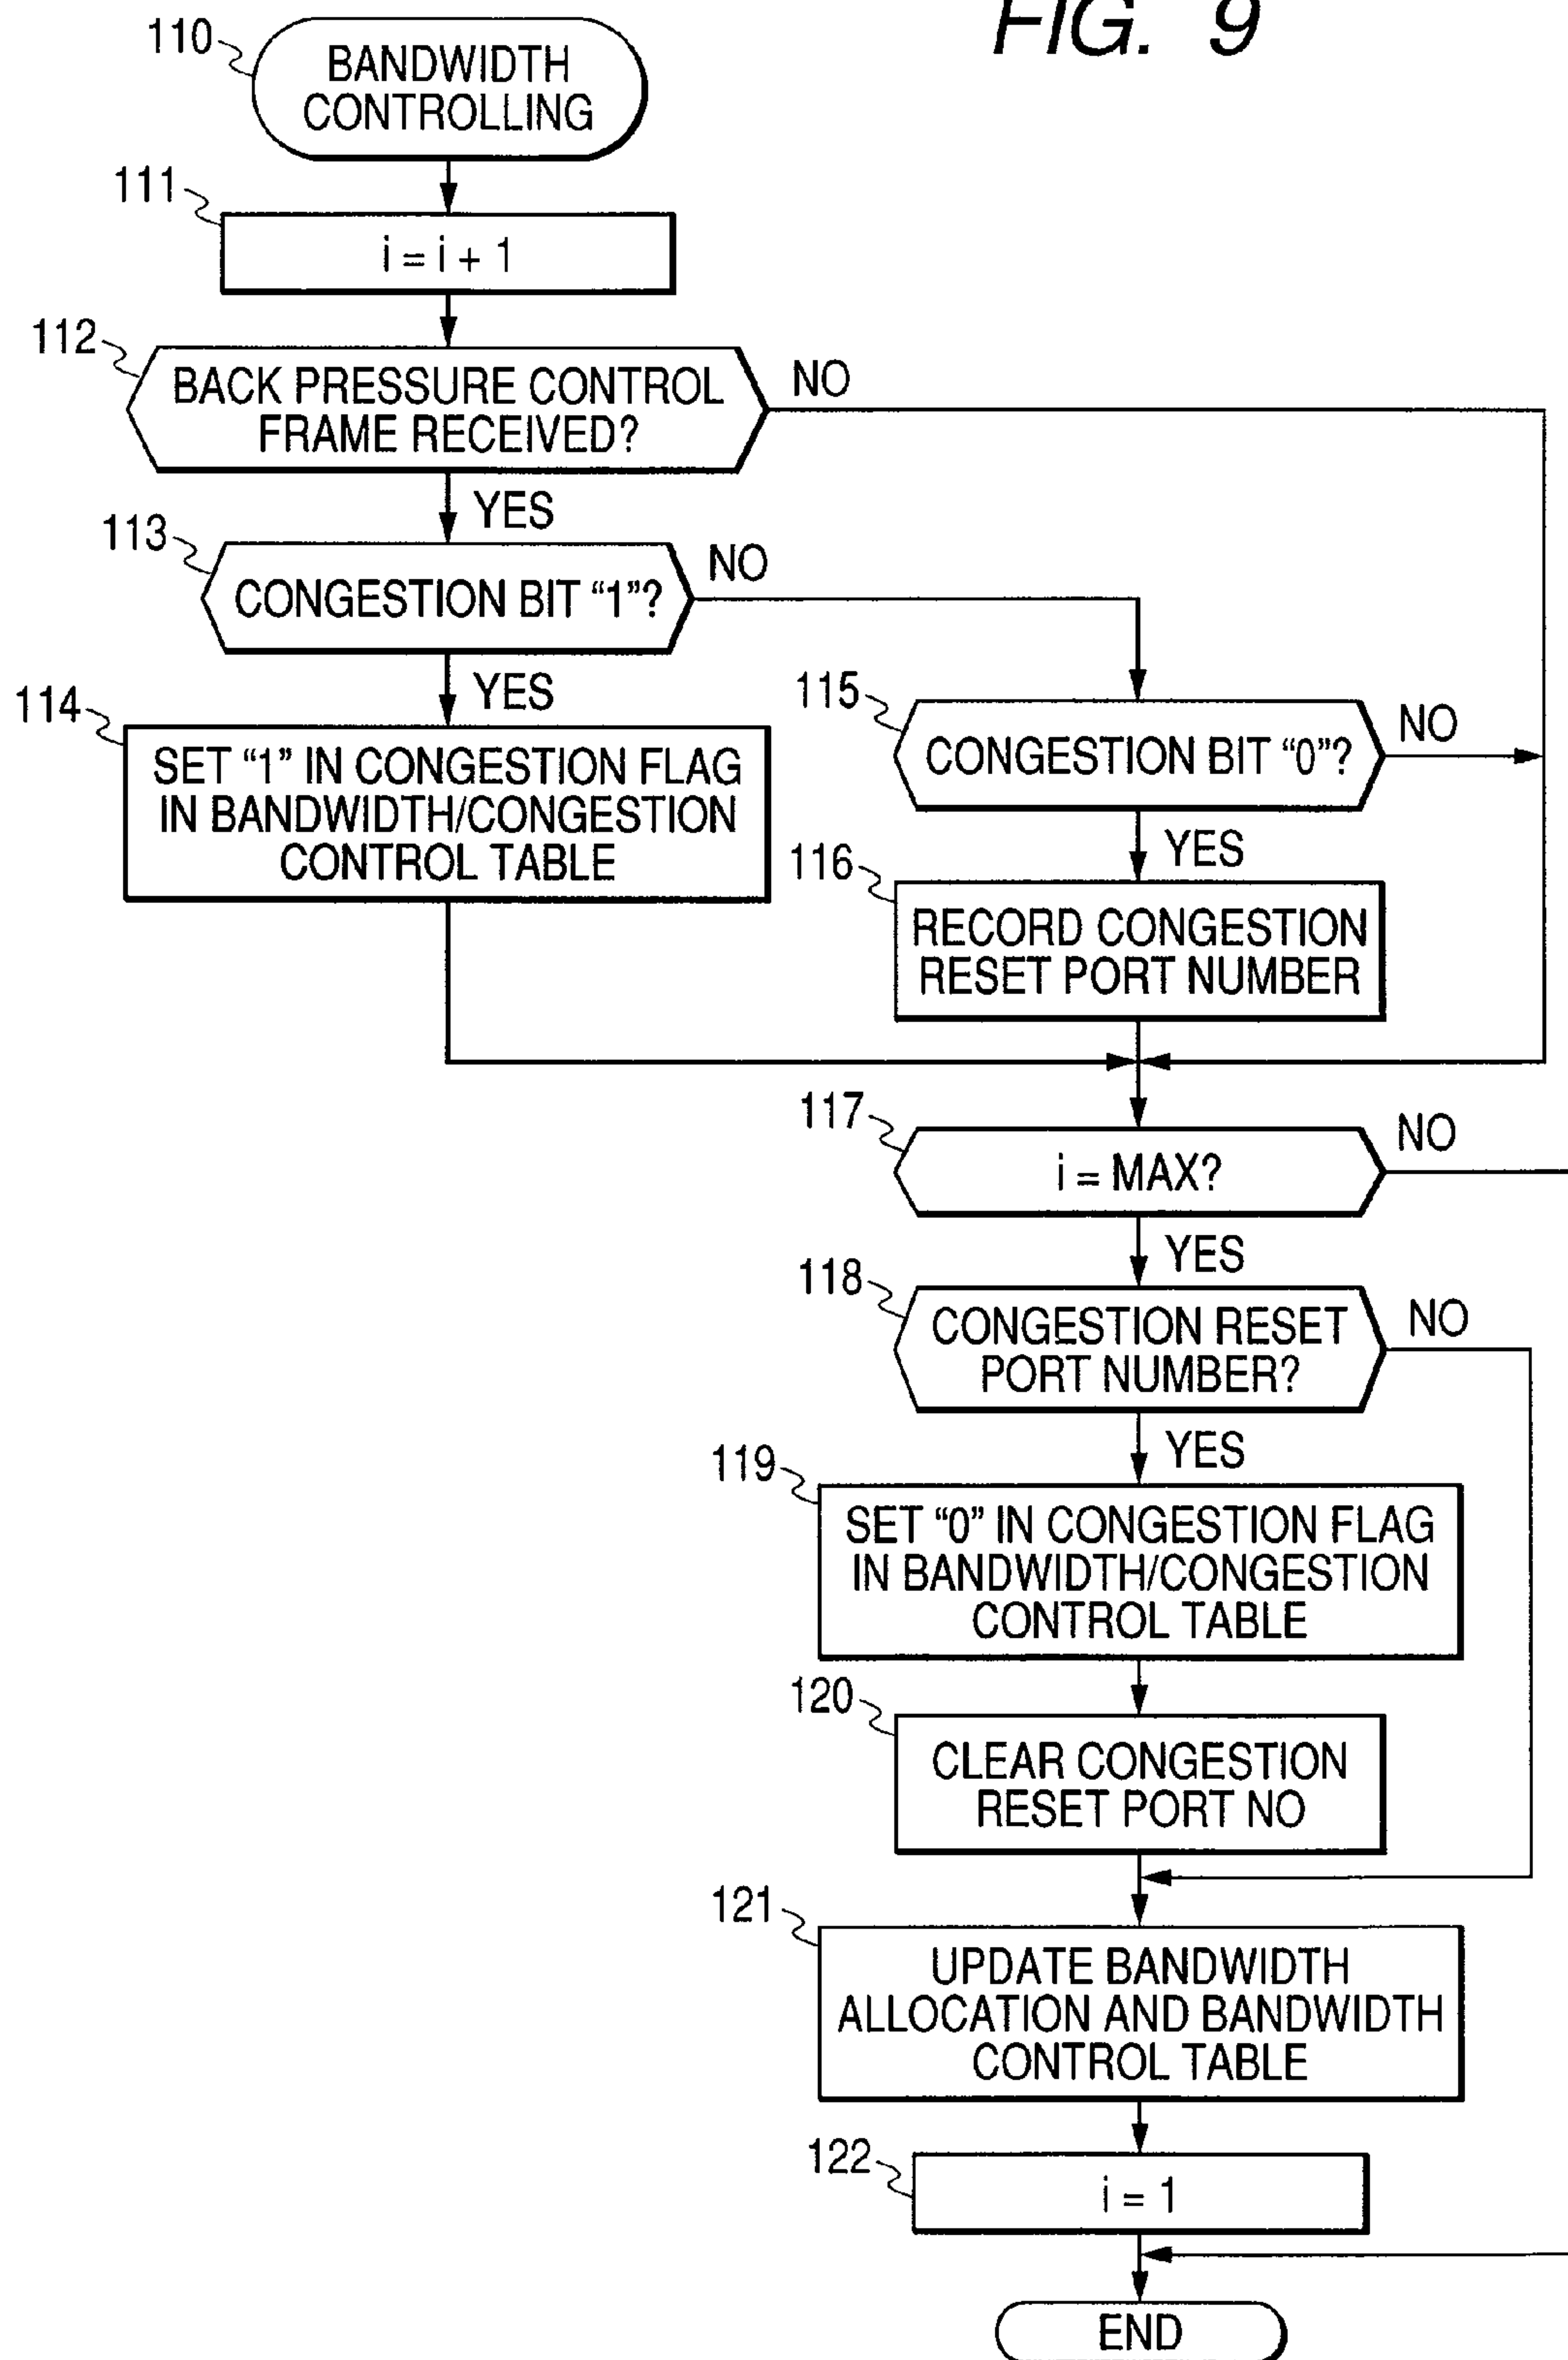 FIG. 9
110
BANDWIDTH
CONTROLLING
111
i = i + 1
112
BACK PRESSURE CONTROL
FRAME RECEIVED?
NO
YES
113
CONGESTION BIT “1”?
NO
YES
114
SET “1” IN CONGESTION FLAG
IN BANDWIDTH/CONGESTION
CONTROL TABLE
115
CONGESTION BIT “0”?
NO
YES
116
RECORD CONGESTION
RESET PORT NUMBER
117
i = MAX?
NO
YES
118
CONGESTION RESET
PORT NUMBER?
NO
YES
119
SET “0” IN CONGESTION FLAG
IN BANDWIDTH/CONGESTION
CONTROL TABLE
120
CLEAR CONGESTION
RESET PORT NO
121
UPDATE BANDWIDTH
ALLOCATION AND BANDWIDTH
CONTROL TABLE
122
i = 1
END